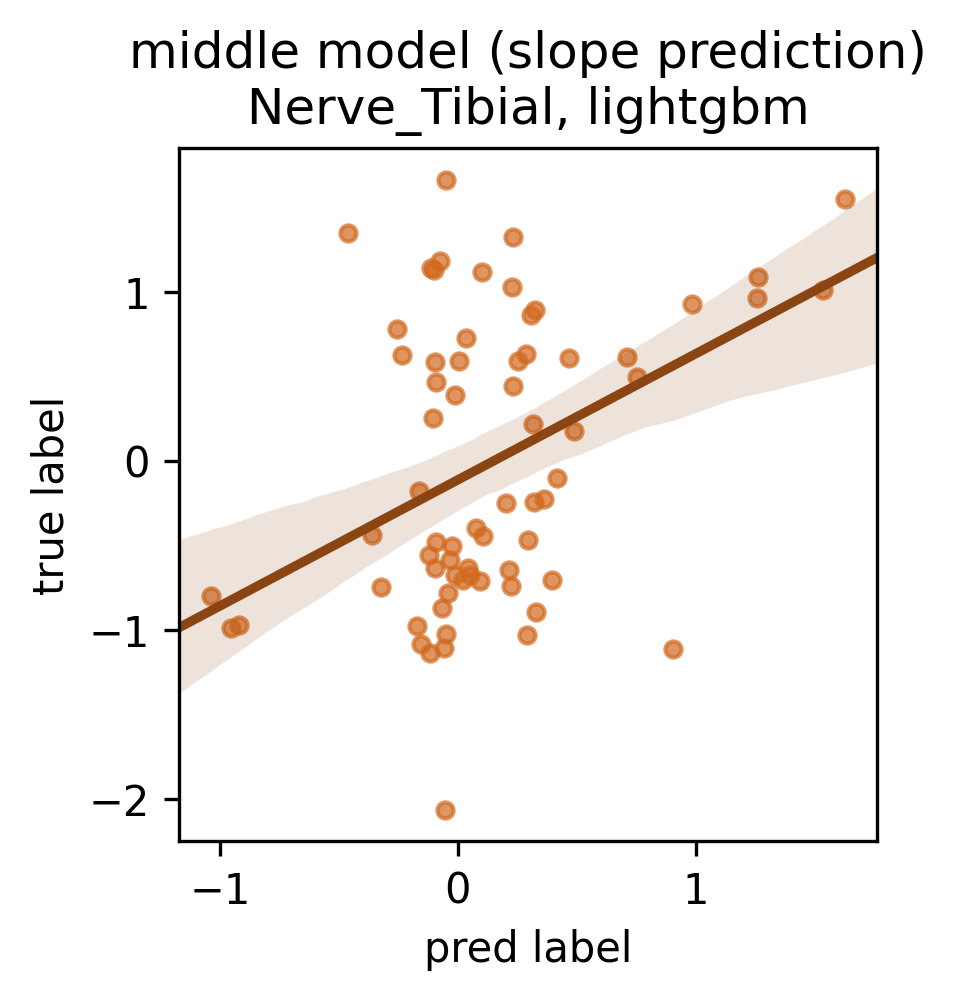 middle model (slope prediction)
Nerve_Tibial, lightgbm
1
0
−1
−2
true label
−1
0
1
pred label